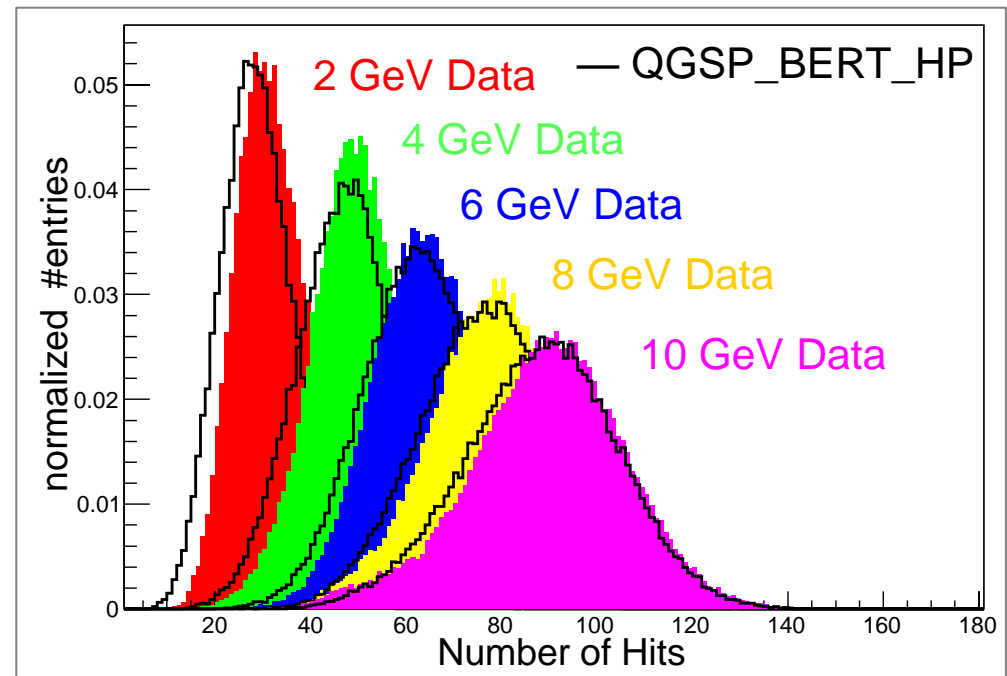 QGSP_BERT_HP
2 GeV Data
4 GeV Data
6 GeV Data
8 GeV Data
10 GeV Data
normalized #entries
0.05
0.04
0.03
0.02
0.01
0
20 40 60 80 100 120 140 160 180
Number of Hits